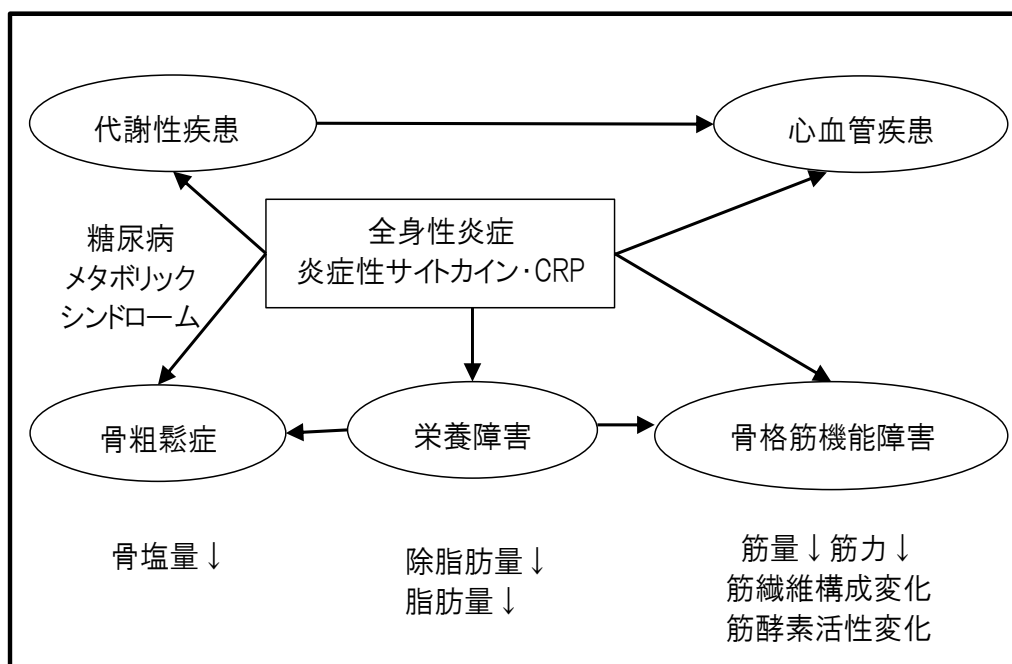 代謝性疾患
心血管疾患
全身性炎症
炎症性サイトカイン・CRP
糖尿病
メタボリック
シンドローム
骨粗鬆症
栄養障害
骨格筋機能障害
骨塩量↓
除脂肪量↓
脂肪量↓
筋量↓筋力↓
筋繊維構成変化
筋酵素活性変化